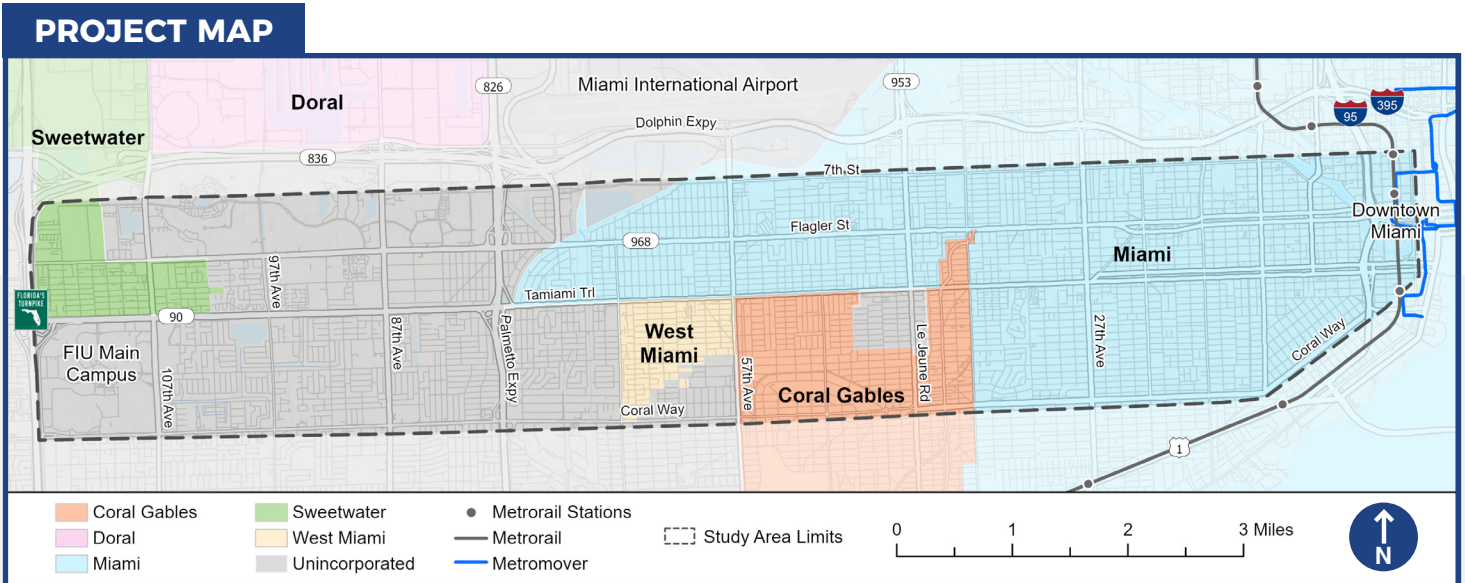 PROJECT MAP
Doral
Sweetwater
826
Miami International Airport
953
Dolphin Expy
836
95
395
7th St
Flagler St
968
Downtown
Miami
Miami
97th Ave
Tamiami Trl
FLORIDA'S
TURNPIKE
90
FIU Main
Campus
107th Ave
87th Ave
Palmetto Expy
West
Miami
57th Ave
Le Jeune Rd
27th Ave
Coral Way
Coral Gables
Coral Way
1
Coral Gables
Doral
Miami
Sweetwater
West Miami
Unincorporated
Metrorail Stations
Metrorail
Metromover
Study Area Limits
0 1 2 3 Miles
N